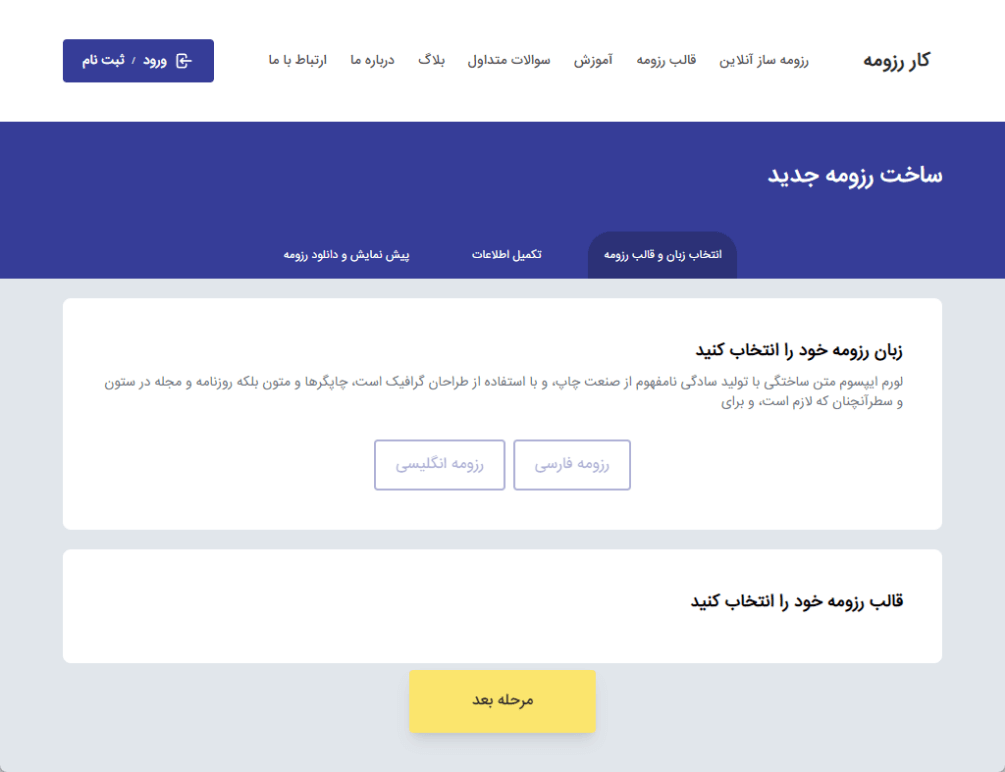 کار رزومه
رزومه ساز آنلاین
قالب رزومه
آموزش
سوالات متداول
بلاگ
درباره ما
ارتباط با ما
ورود / ثبت نام
ساخت رزومه جدید
انتخاب زبان و قالب رزومه
تکمیل اطلاعات
پیش نمایش و دانلود رزومه
زبان رزومه خود را انتخاب کنید
لورم ایپسوم متن ساختگی با تولید سادگی نامفهوم از صنعت چاپ، و با استفاده از طراحان گرافیک است، چاپگرها و متون بلکه روزنامه و مجله در ستون
و سطرآنچنان که لازم است، و برای
رزومه فارسی
رزومه انگلیسی
قالب رزومه خود را انتخاب کنید
مرحله بعد